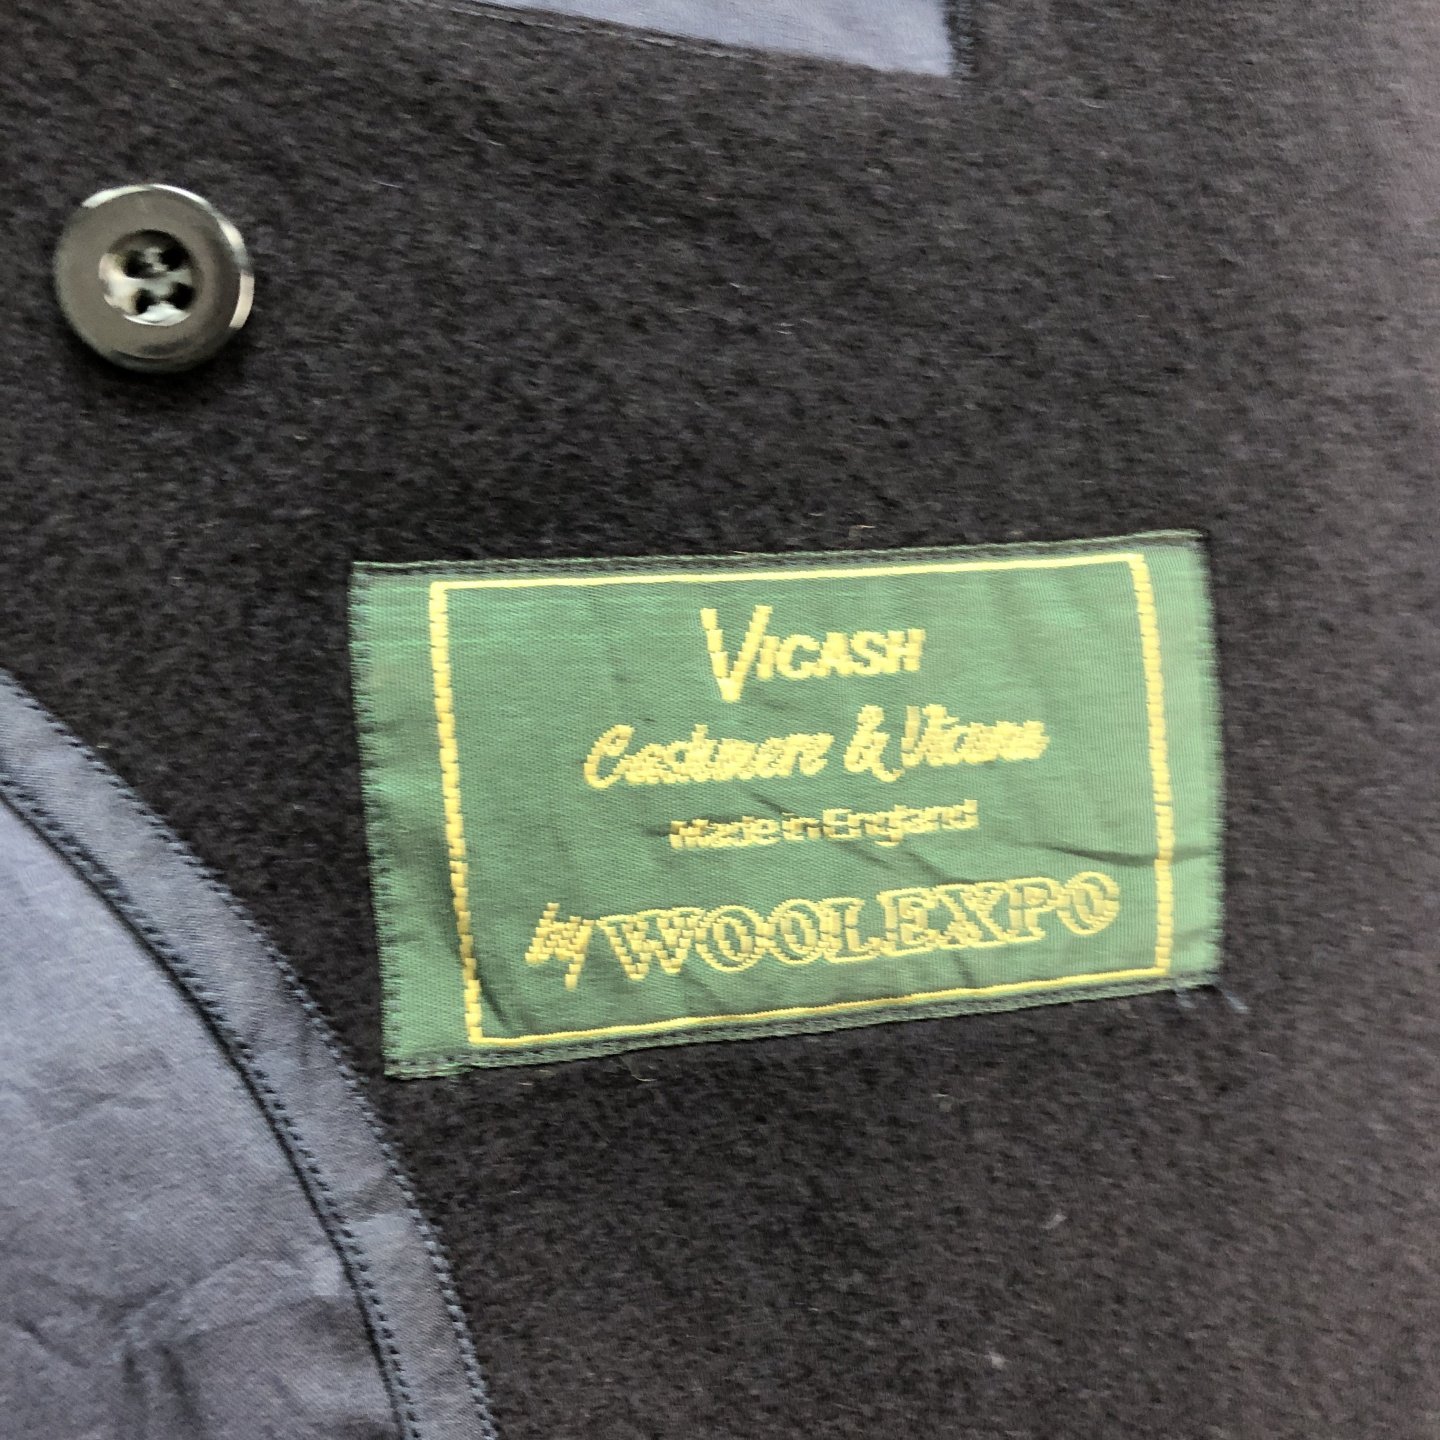 VICASH
Cashmere & Vicuna
Made in England
by WOOLEXPO